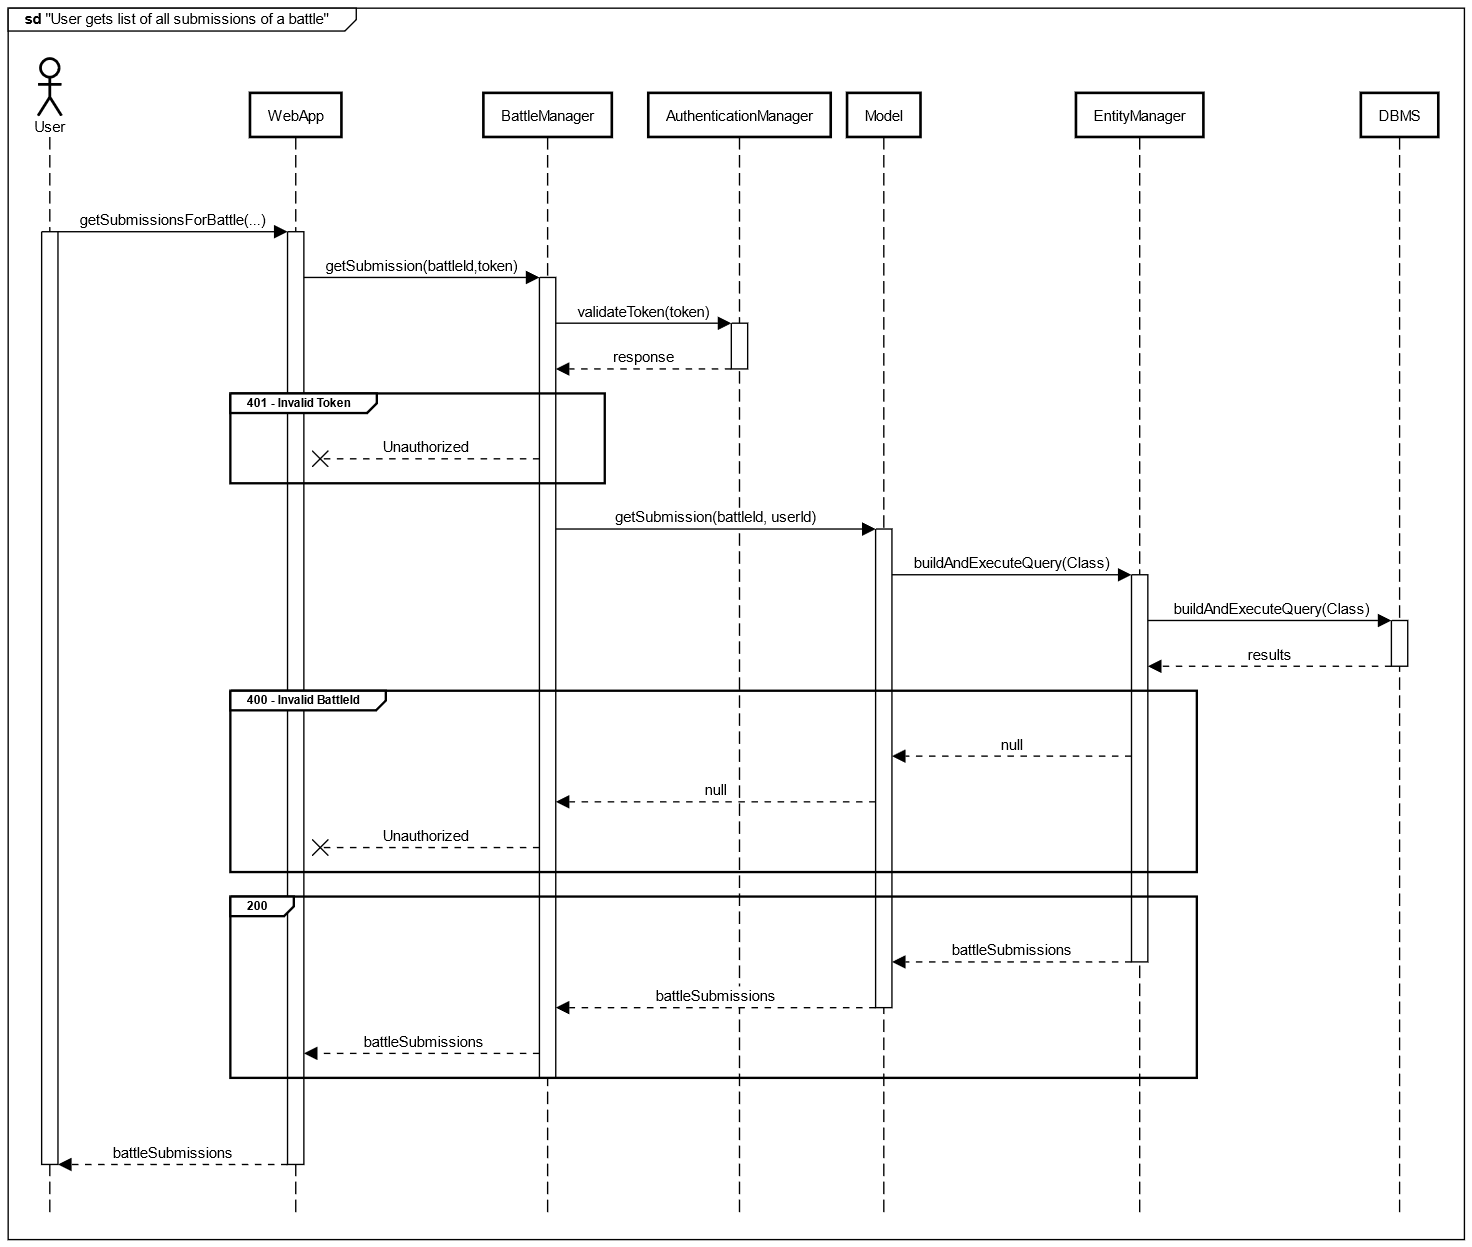 sd "User gets list of all submissions of a battle"
User
WebApp
BattleManager
AuthenticationManager
Model
EntityManager
DBMS
getSubmissionsForBattle(...)
getSubmission(battleId,token)
validateToken(token)
response
401 - Invalid Token
Unauthorized
getSubmission(battleId, userId)
buildAndExecuteQuery(Class)
buildAndExecuteQuery(Class)
results
400 - Invalid BattleId
null
null
Unauthorized
200
battleSubmissions
battleSubmissions
battleSubmissions
battleSubmissions